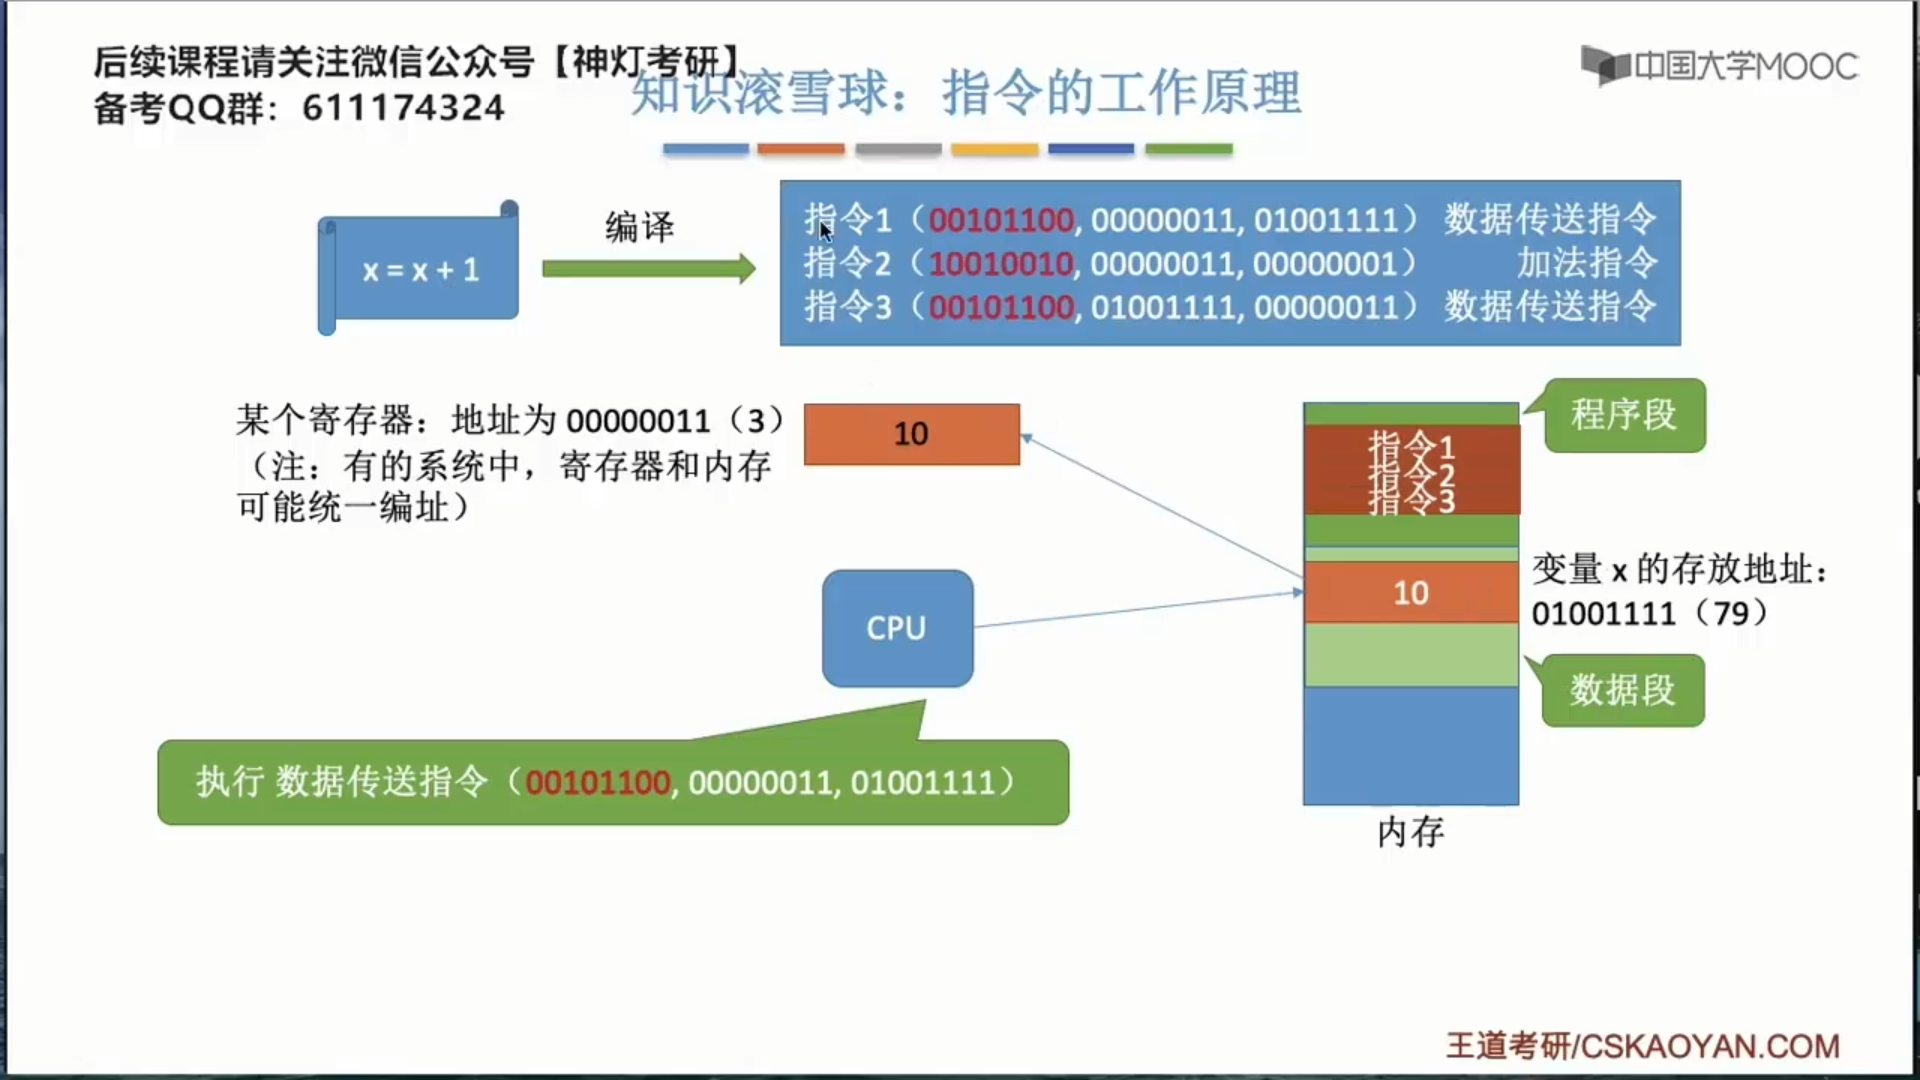 后续课程请关注微信公众号【神灯考研】
备考QQ群：611174324
中国大学MOOC
知识滚雪球：指令的工作原理
x = x + 1
编译
指令1（00101100, 00000011, 01001111） 数据传送指令
指令2（10010010, 00000011, 00000001） 加法指令
指令3（00101100, 01001111, 00000011） 数据传送指令
某个寄存器：地址为 00000011（3）
（注：有的系统中，寄存器和内存
可能统一编址）
10
程序段
指令1
指令2
指令3
10
变量 x 的存放地址：
01001111（79）
CPU
数据段
执行 数据传送指令（00101100, 00000011, 01001111）
内存
王道考研/CSKAOYAN.COM